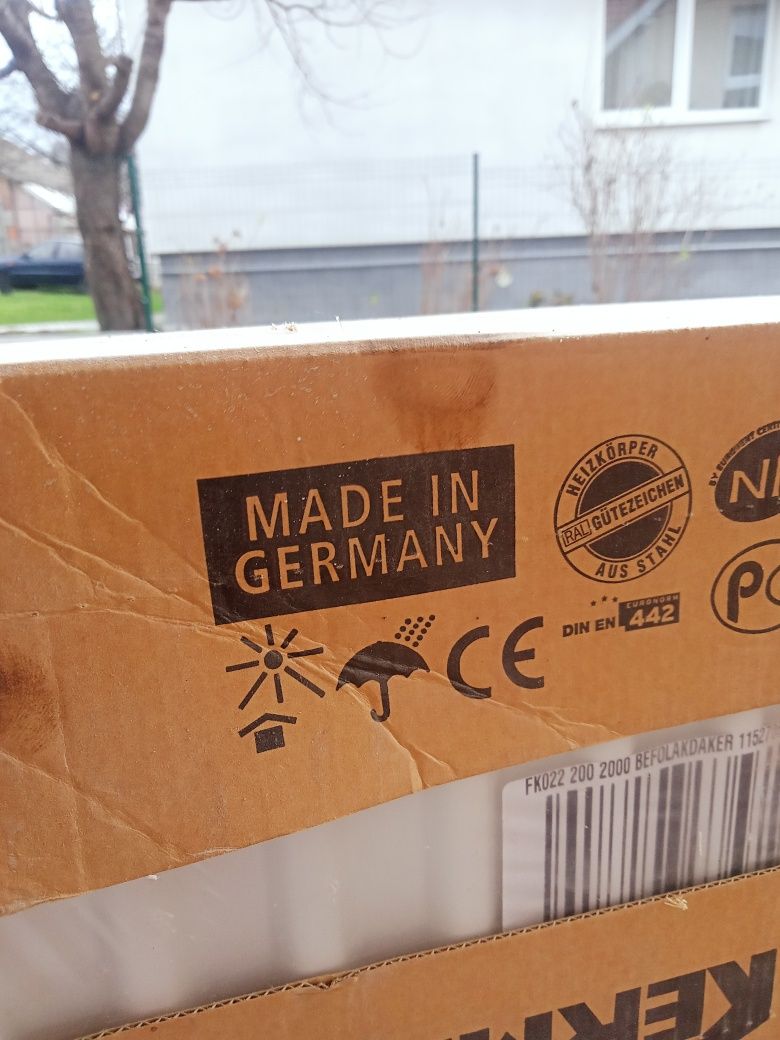 MADE IN
GERMANY
HEIZKÖRPER
RAL GÜTEZEICHEN
AUS STAHL
CE
EURONORM
DIN EN 442
FK022 200 2000 BEFOLAKDAKER